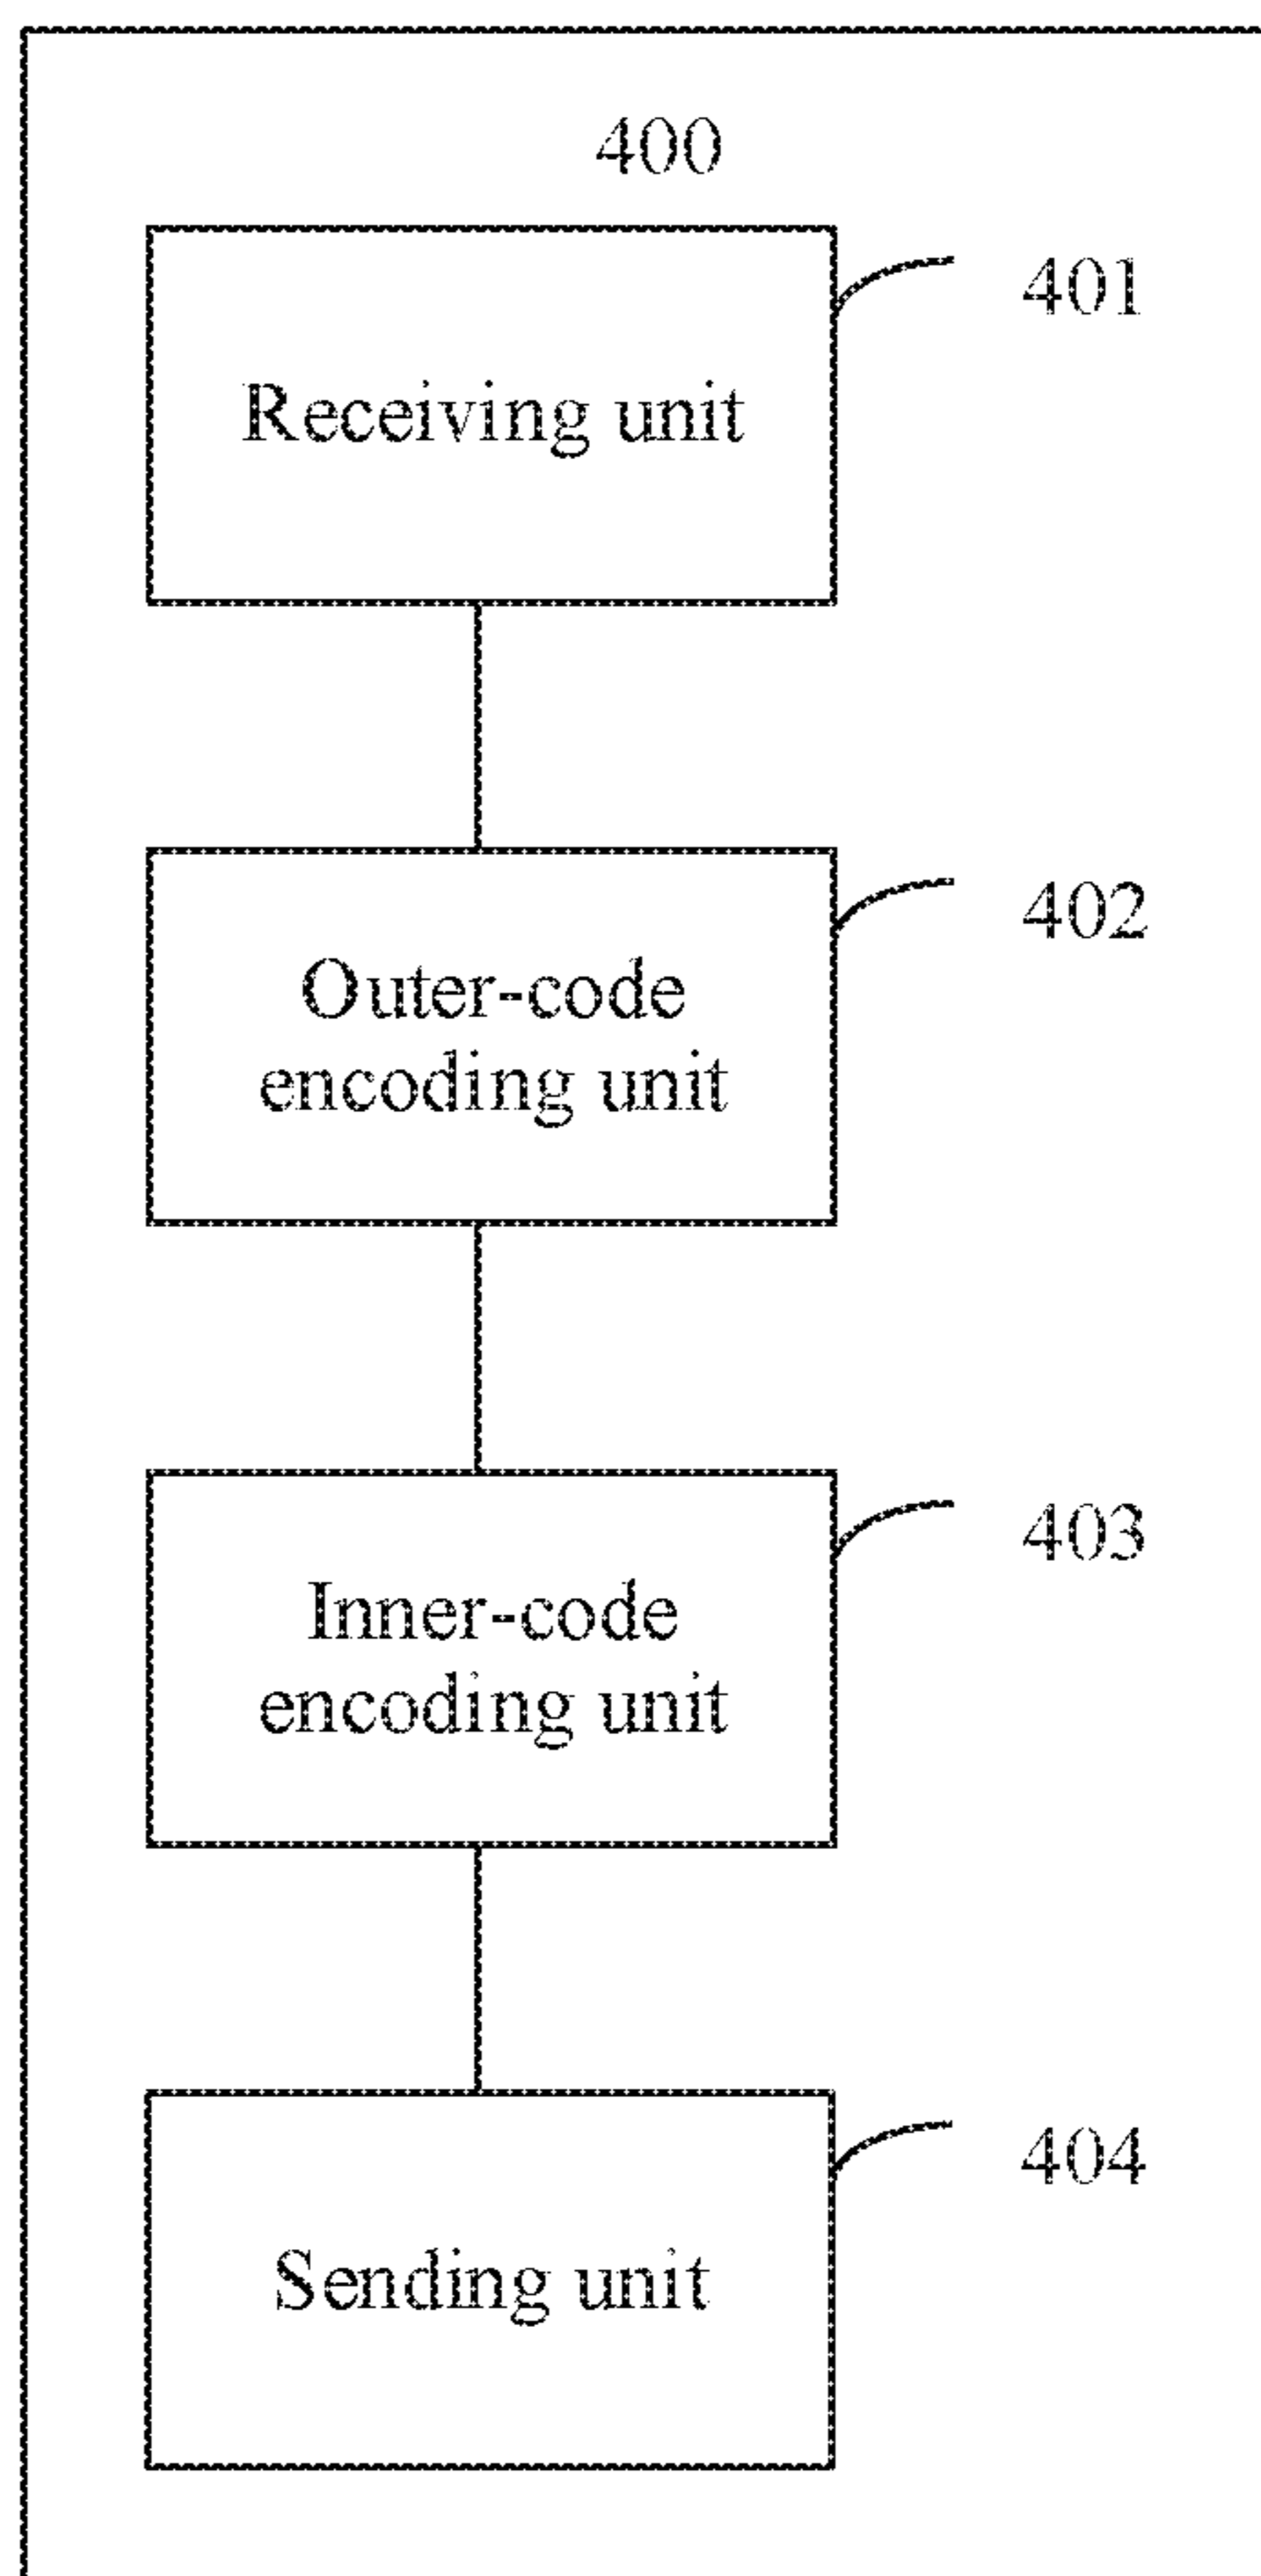 400
401
Receiving unit
402
Outer-code
encoding unit
403
Inner-code
encoding unit
404
Sending unit